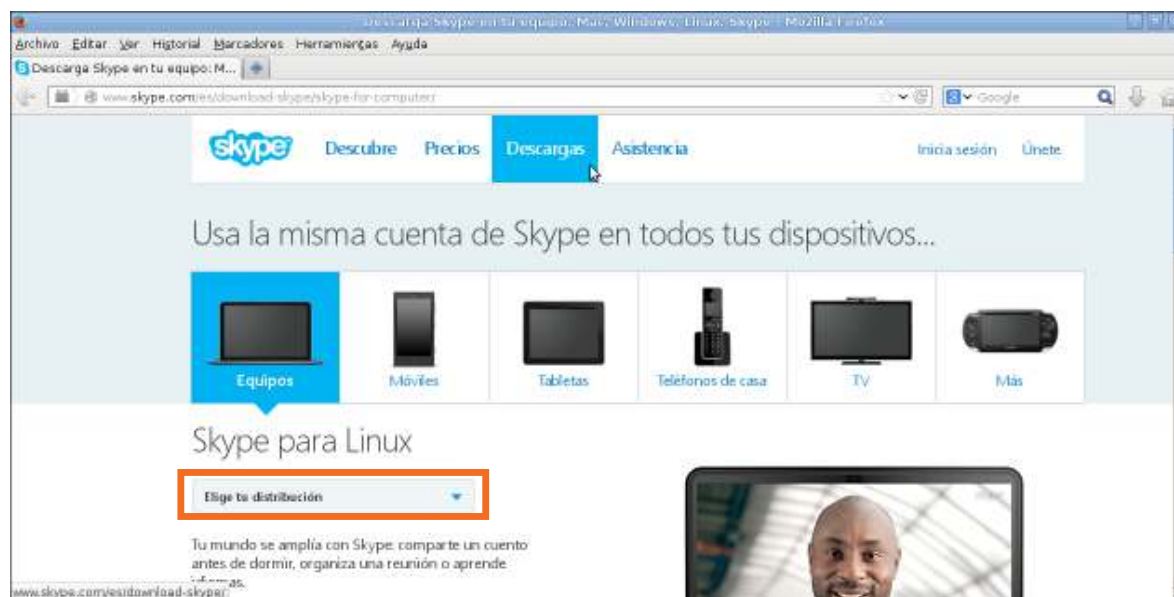 Descarga Skype en tu equipo: Mac, Windows, Linux. Skype - Mozilla Firefox
Archivo Editar Ver Historial Marcadores Herramientas Ayuda
Descarga Skype en tu equipo: M...
www.skype.com/es/download-skype/skype-for-computer/ Google
skype Descubre Precios Descargas Asistencia Inicia sesión Únete
Usa la misma cuenta de Skype en todos tus dispositivos...
Equipos Móviles Tabletas Teléfonos de casa TV Más
Skype para Linux
Elige tu distribución
Tu mundo se amplía con Skype: comparte un cuento
antes de dormir, organiza una reunión o aprende
idiomas.
www.skype.com/es/download-skype/